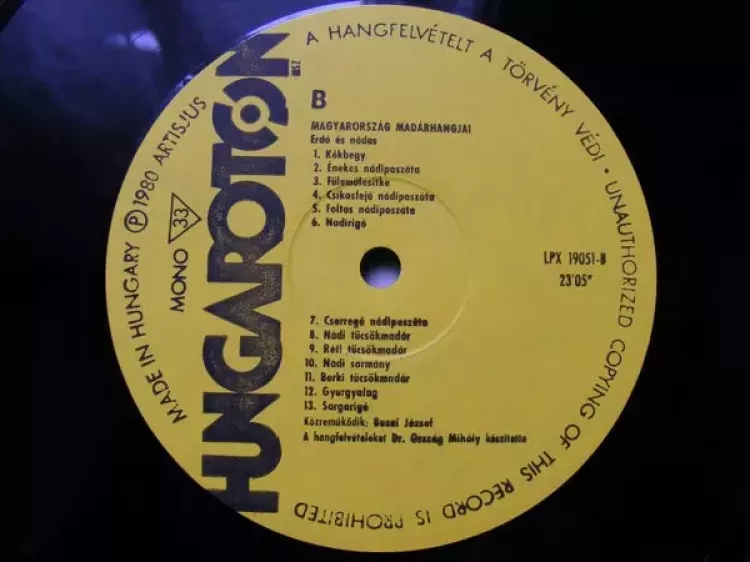 A HANGFELVÉTELT A TÖRVÉNY VÉDI • UNAUTHORIZED COPYING OF THIS RECORD IS PROHIBITED
MADE IN HUNGARY Ⓟ 1980 ARTISJUS
MONO 33
HUNGAROTON
MSZ
B
MAGYARORSZÁG MADÁRHANGJAI
Erdő és nádas
1. Kékbegy
2. Énekes nádiposzáta
3. Fülemülesitke
4. Csíkosfejű nádiposzáta
5. Foltos nádiposzáta
6. Nádirigó
LPX 19051-B
23'05"
7. Cserregő nádiposzáta
8. Nádi tücsökmadár
9. Réti tücsökmadár
10. Nádi sármány
11. Berki tücsökmadár
12. Gyurgyalag
13. Sárgarigó
Közreműködik: József
A hangfelvételeket Dr. Ország Mihály készítette